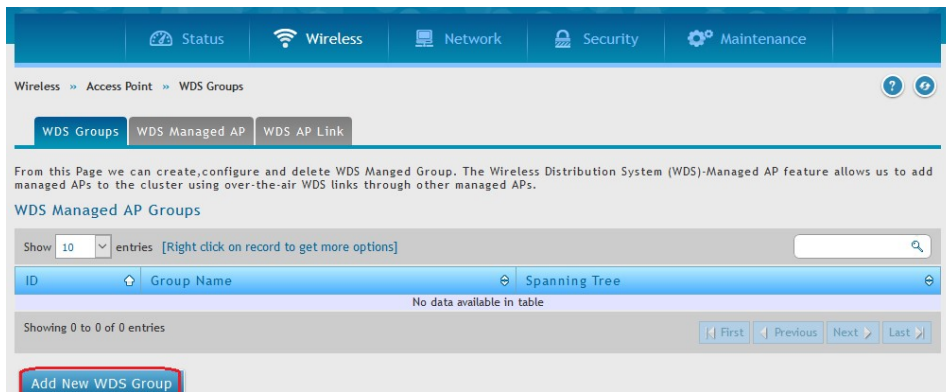 Status Wireless Network Security Maintenance
Wireless » Access Point » WDS Groups
WDS Groups WDS Managed AP WDS AP Link
From this Page we can create,configure and delete WDS Manged Group. The Wireless Distribution System (WDS)-Managed AP feature allows us to add
managed APs to the cluster using over-the-air WDS links through other managed APs.
WDS Managed AP Groups
Show 10 entries [Right click on record to get more options]
ID Group Name Spanning Tree
No data available in table
Showing 0 to 0 of 0 entries First Previous Next Last
Add New WDS Group